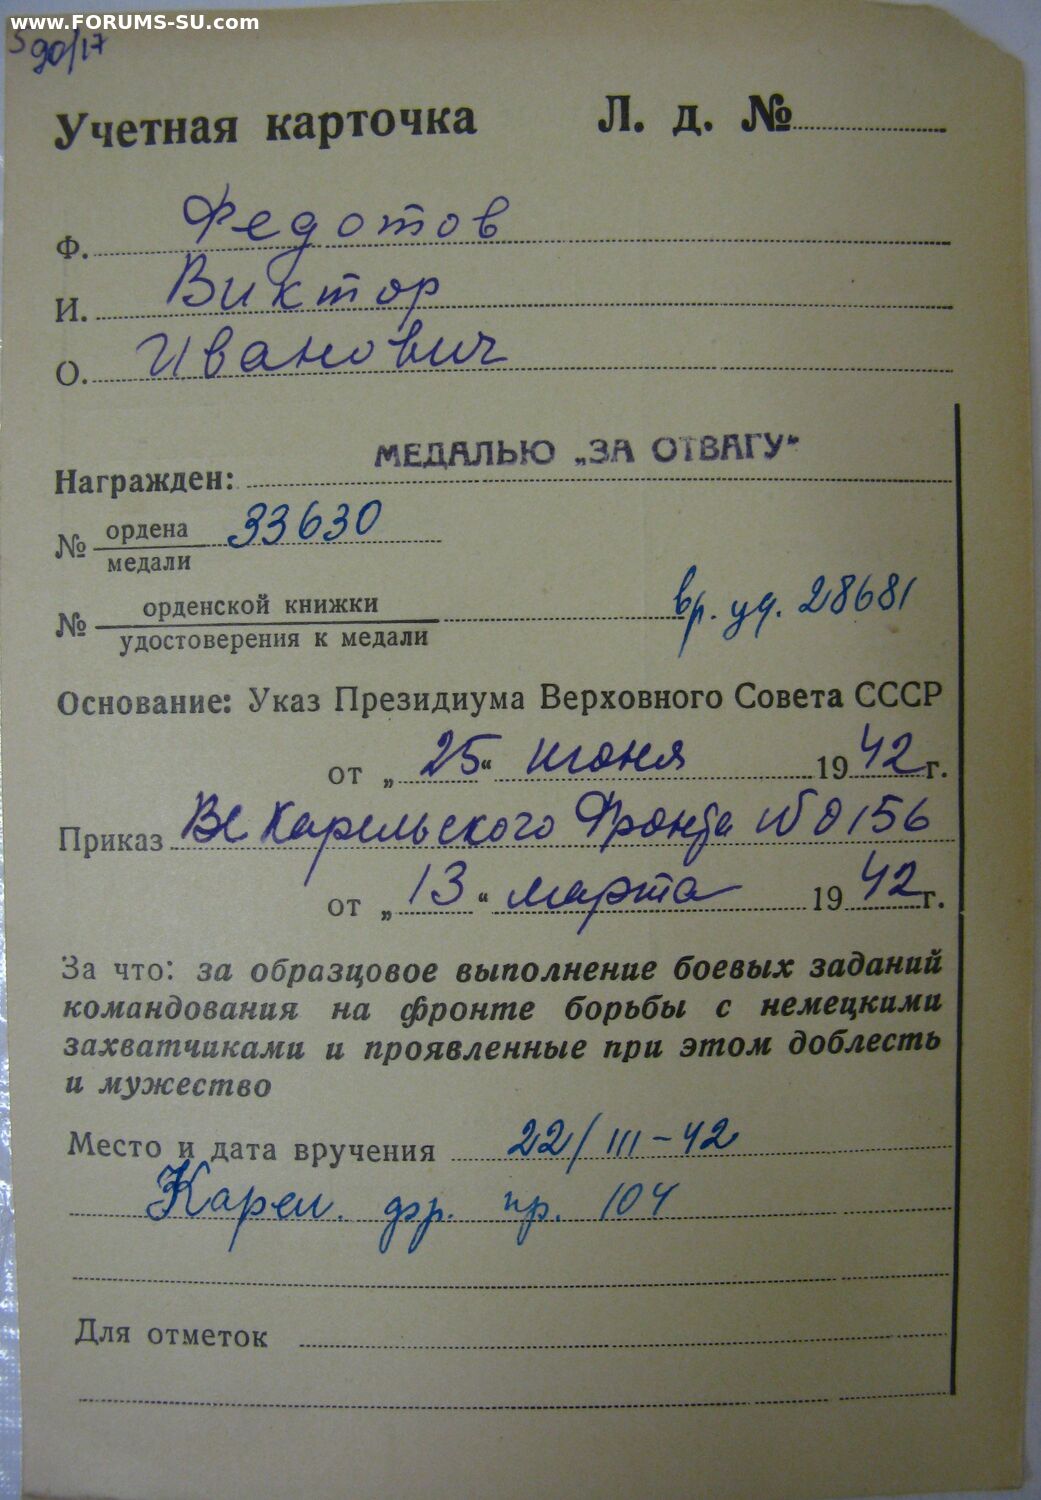 www.FORUMS-SU.com
90/17
Учетная карточка Л. д. №
Ф. Федотов
И. Виктор
О. Иванович
МЕДАЛЬЮ „ЗА ОТВАГУ“
Награжден:
№ ордена 33630
медали
№ орденской книжки вр. уд. 28681
удостоверения к медали
Основание: Указ Президиума Верховного Совета СССР
от „25“ июня 1942 г.
Приказ ВС Карельского Фронта №0156
от „13“ марта 1942 г.
За что: за образцовое выполнение боевых заданий
командования на фронте борьбы с немецкими
захватчиками и проявленные при этом доблесть
и мужество
Место и дата вручения 22/III-42
Карел. фр. пр. 104
Для отметок